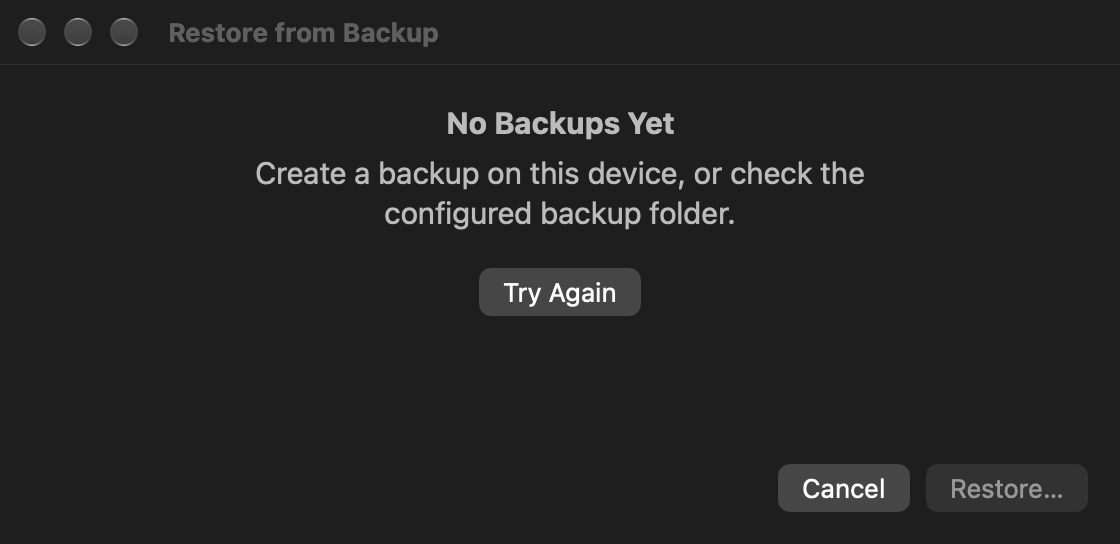 Restore from Backup
No Backups Yet
Create a backup on this device, or check the
configured backup folder.
Try Again
Cancel
Restore...